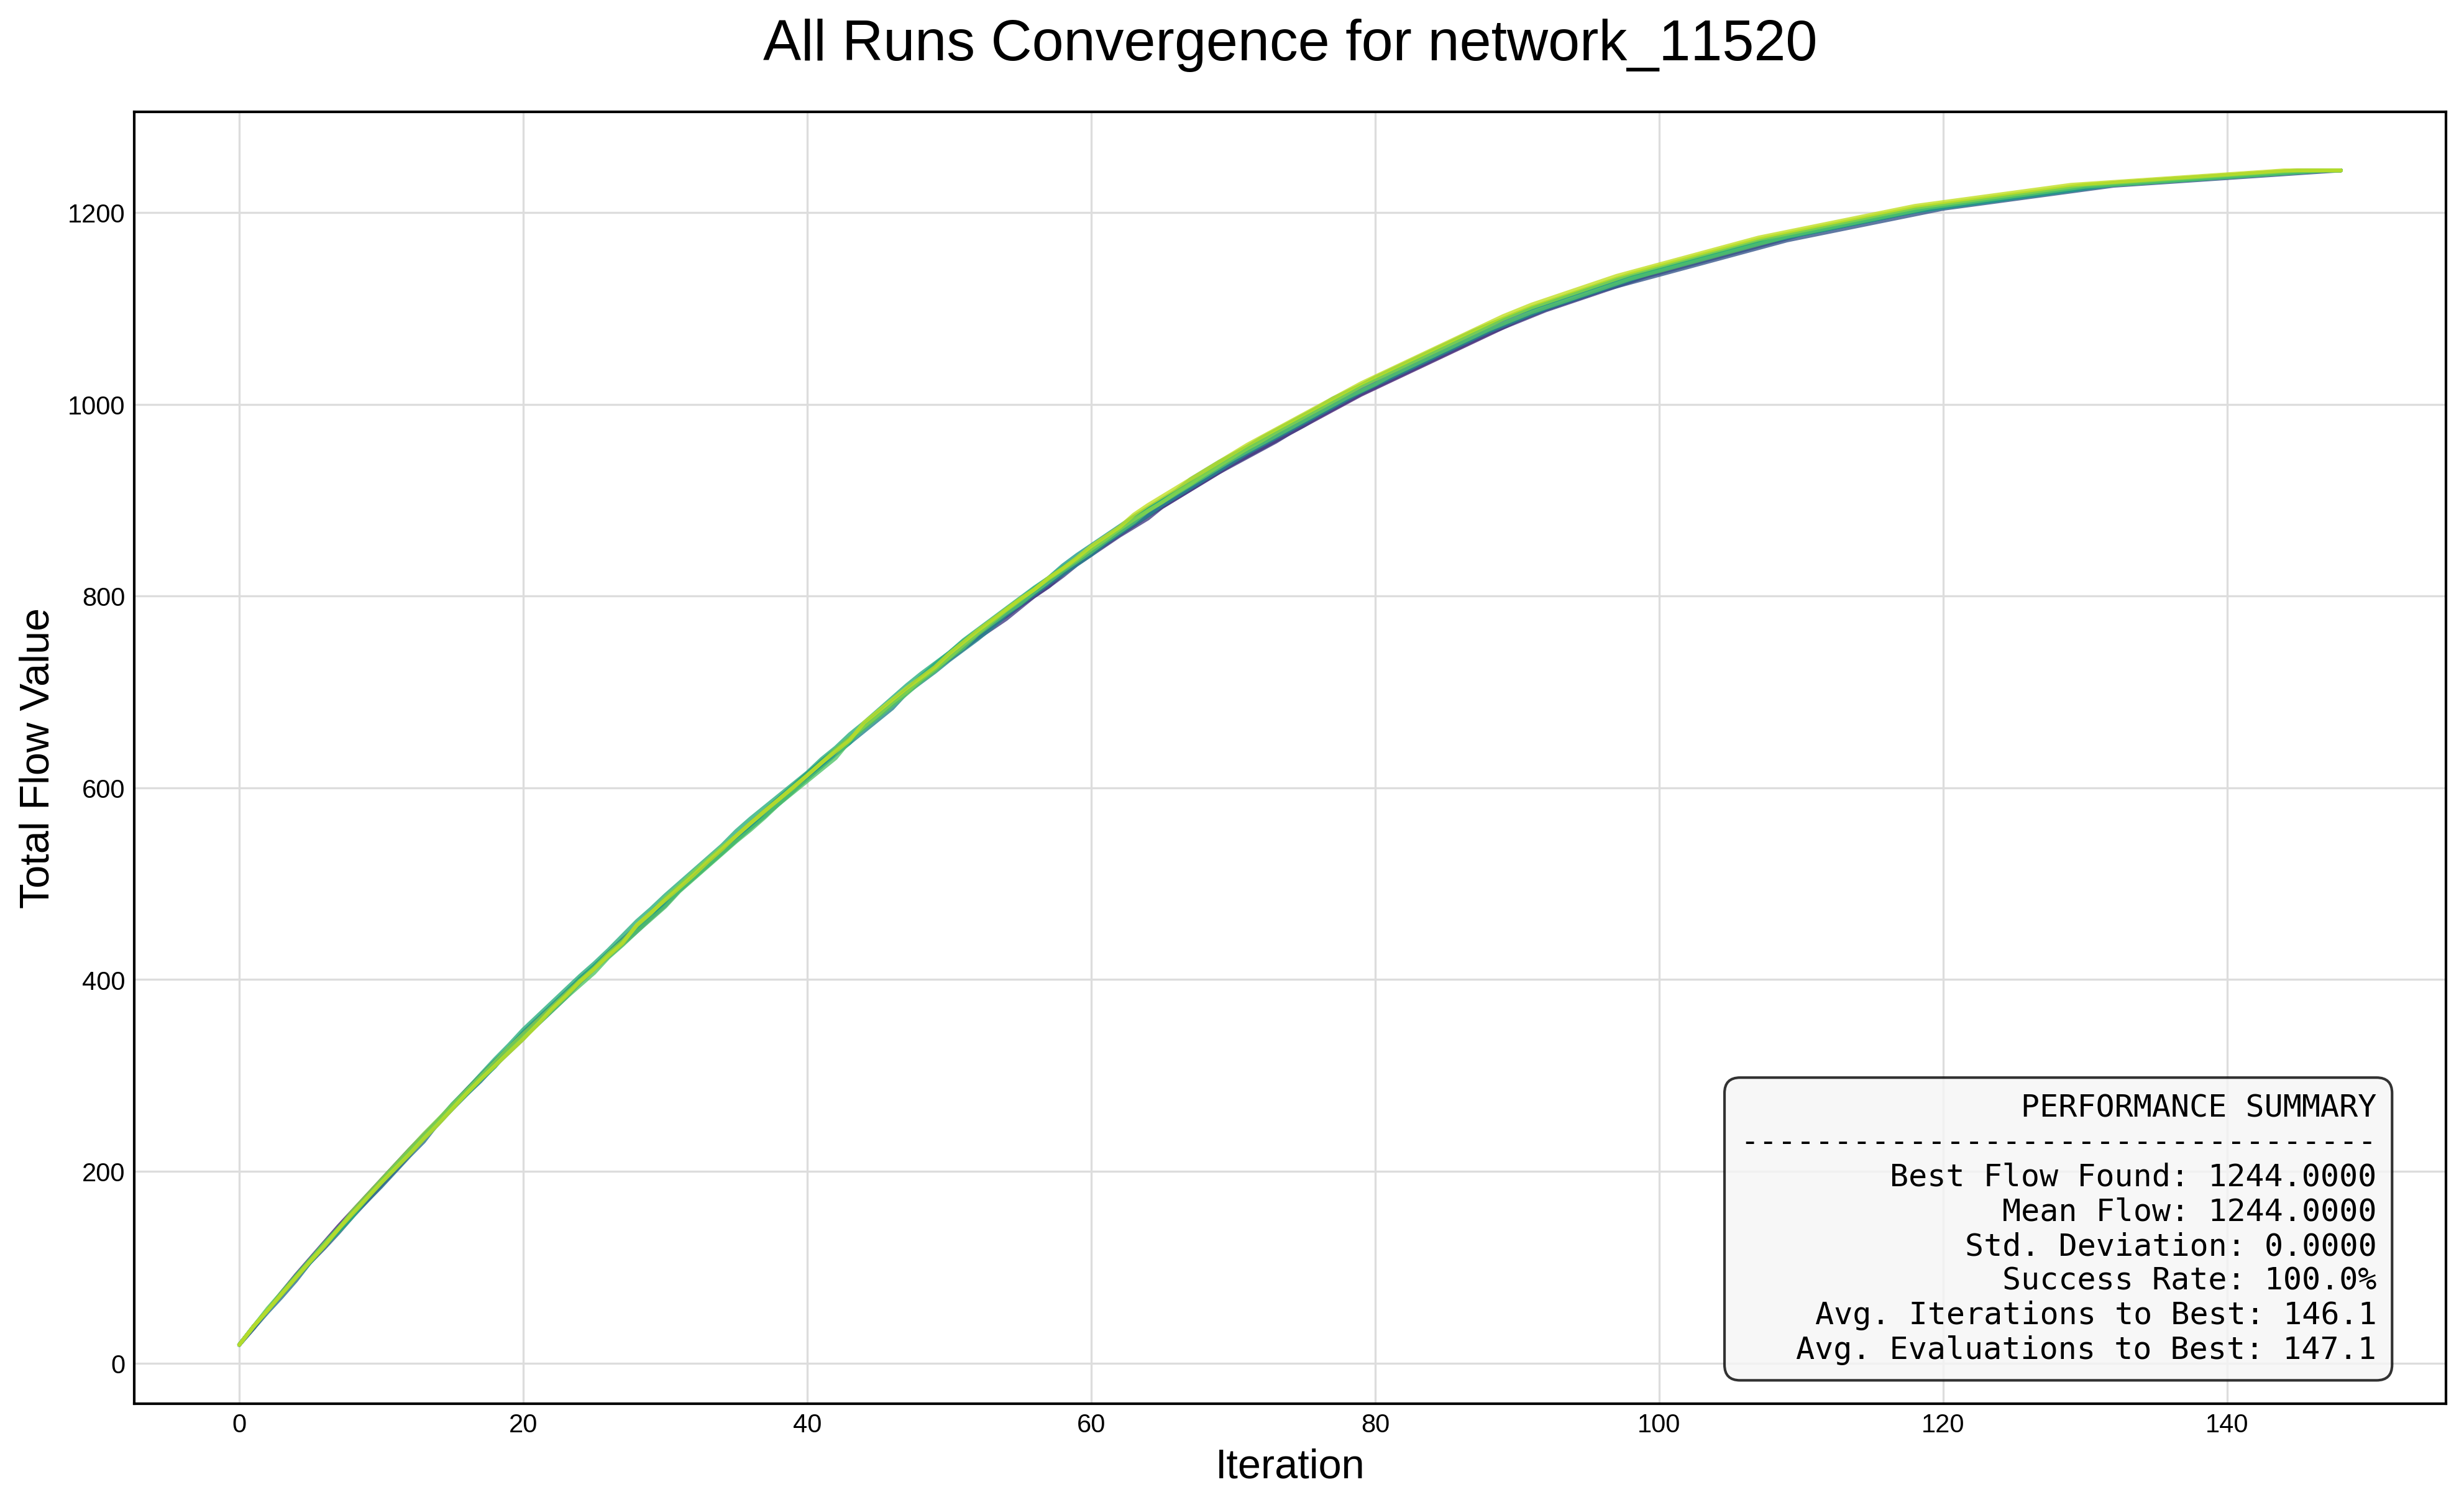 All Runs Convergence for network_11520
Total Flow Value
1200
1000
800
600
400
200
0
PERFORMANCE SUMMARY
----------------------------------
Best Flow Found: 1244.0000
Mean Flow: 1244.0000
Std. Deviation: 0.0000
Success Rate: 100.0%
Avg. Iterations to Best: 146.1
Avg. Evaluations to Best: 147.1
0 20 40 60 80 100 120 140
Iteration